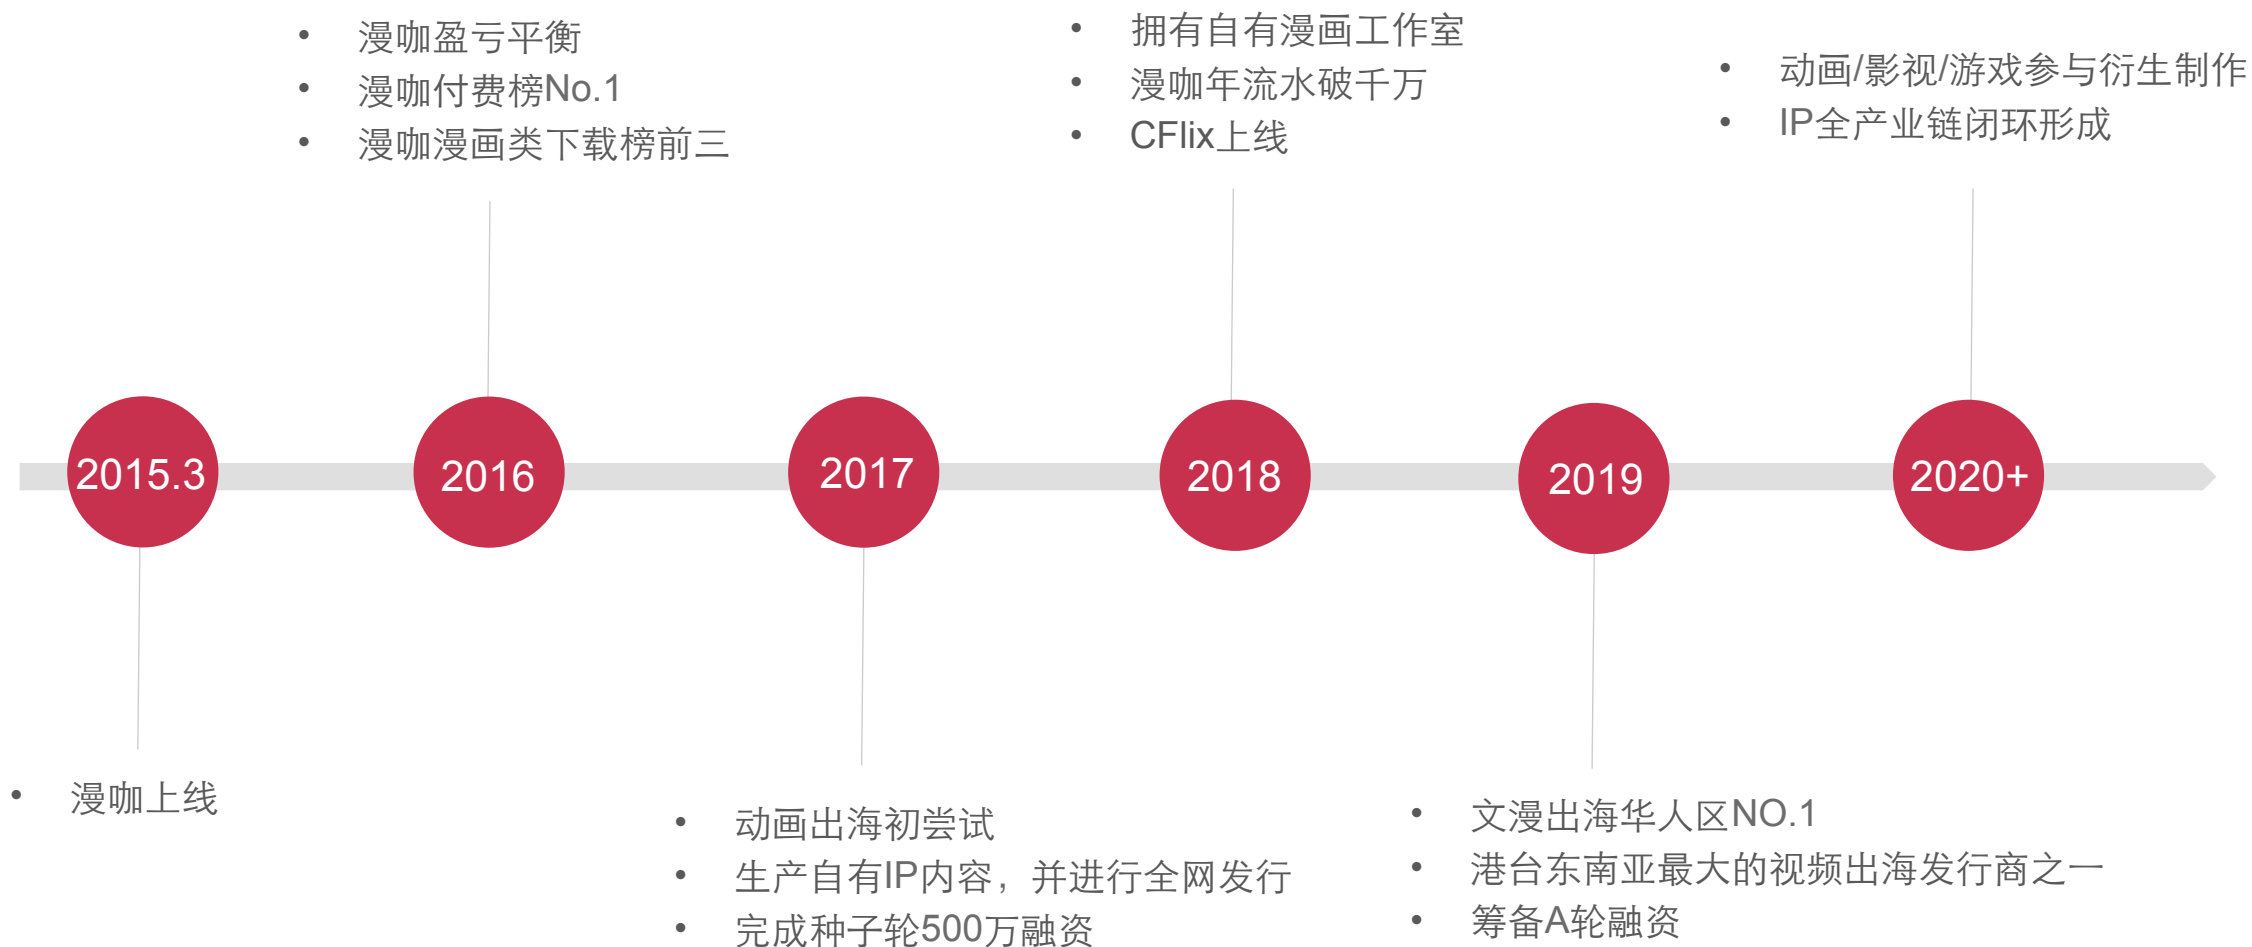 漫咖盈亏平衡
漫咖付费榜No.1
漫咖漫画类下载榜前三
拥有自有漫画工作室
漫咖年流水破千万
CFlix上线
动画/影视/游戏参与衍生制作
IP全产业链闭环形成
2015.3
2016
2017
2018
2019
2020+
漫咖上线
动画出海初尝试
生产自有IP内容，并进行全网发行
完成种子轮500万融资
文漫出海华人区NO.1
港台东南亚最大的视频出海发行商之一
筹备A轮融资